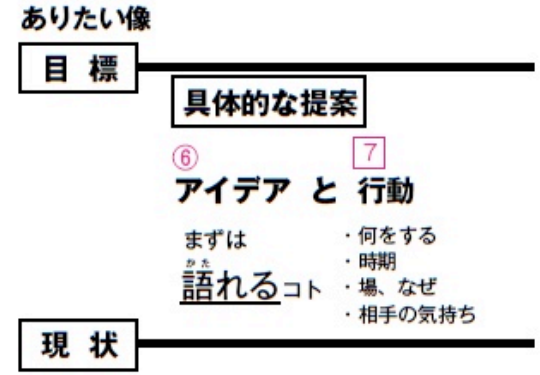 ありたい像
目 標
具体的な提案
⑥ 7
アイデア と 行動
まずは
かた
語れるコト
・何をする
・時期
・場、なぜ
・相手の気持ち
現 状